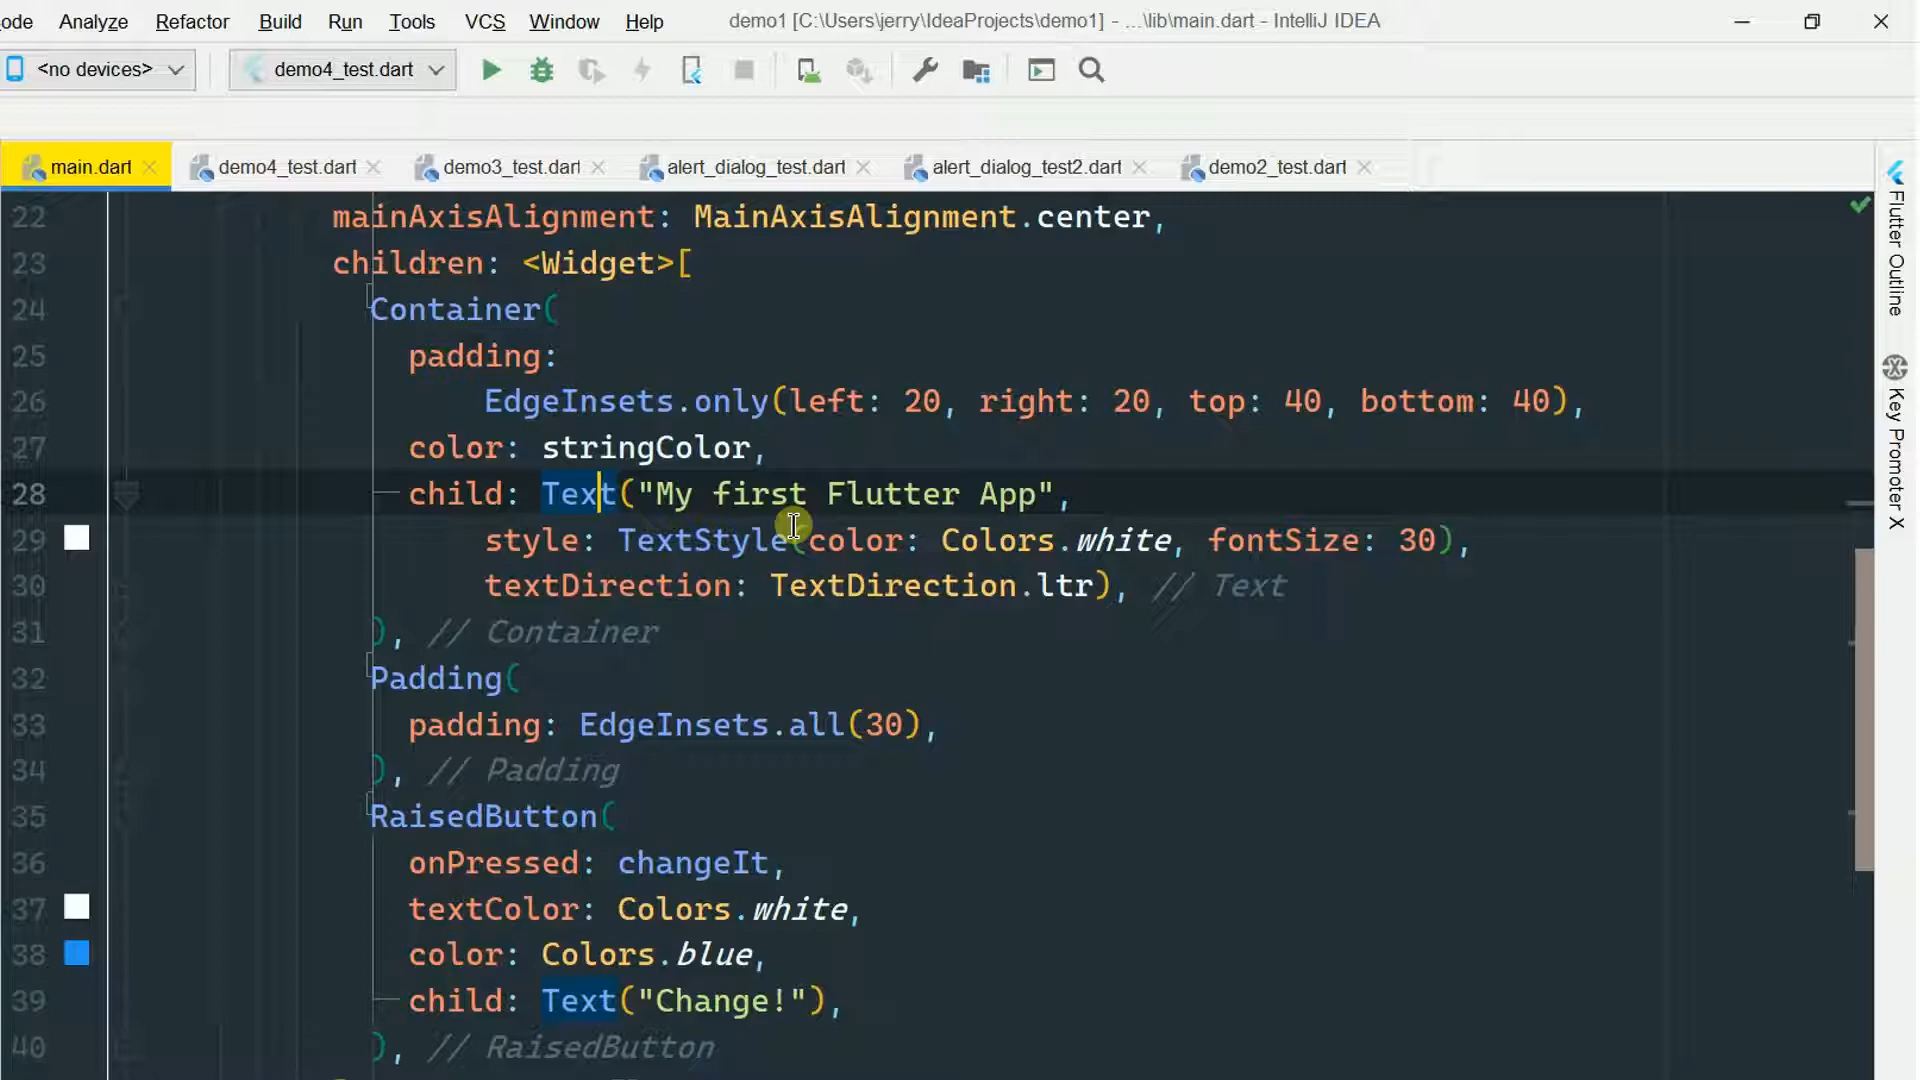 ode Analyze Refactor Build Run Tools VCS Window Help demo1 [C:\Users\jerry\IdeaProjects\demo1] - ...\lib\main.dart - IntelliJ IDEA
<no devices> demo4_test.dart
main.dart demo4_test.dart demo3_test.dart alert_dialog_test.dart alert_dialog_test2.dart demo2_test.dart
22 mainAxisAlignment: MainAxisAlignment.center,
23 children: <Widget>[
24 Container(
25 padding:
26 EdgeInsets.only(left: 20, right: 20, top: 40, bottom: 40),
27 color: stringColor,
28 child: Text("My first Flutter App",
29 style: TextStyle(color: Colors.white, fontSize: 30),
30 textDirection: TextDirection.ltr), // Text
31 ), // Container
32 Padding(
33 padding: EdgeInsets.all(30),
34 ), // Padding
35 RaisedButton(
36 onPressed: changeIt,
37 textColor: Colors.white,
38 color: Colors.blue,
39 child: Text("Change!"),
40 ), // RaisedButton
Flutter Outline
Key Promoter X